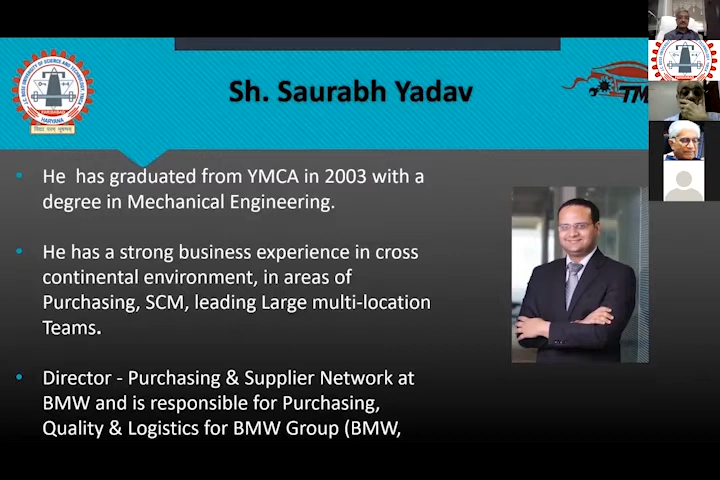 Sh. Saurabh Yadav
TM
HARYANA
He has graduated from YMCA in 2003 with a
degree in Mechanical Engineering.
He has a strong business experience in cross
continental environment, in areas of
Purchasing, SCM, leading Large multi-location
Teams.
Director - Purchasing & Supplier Network at
BMW and is responsible for Purchasing,
Quality & Logistics for BMW Group (BMW,